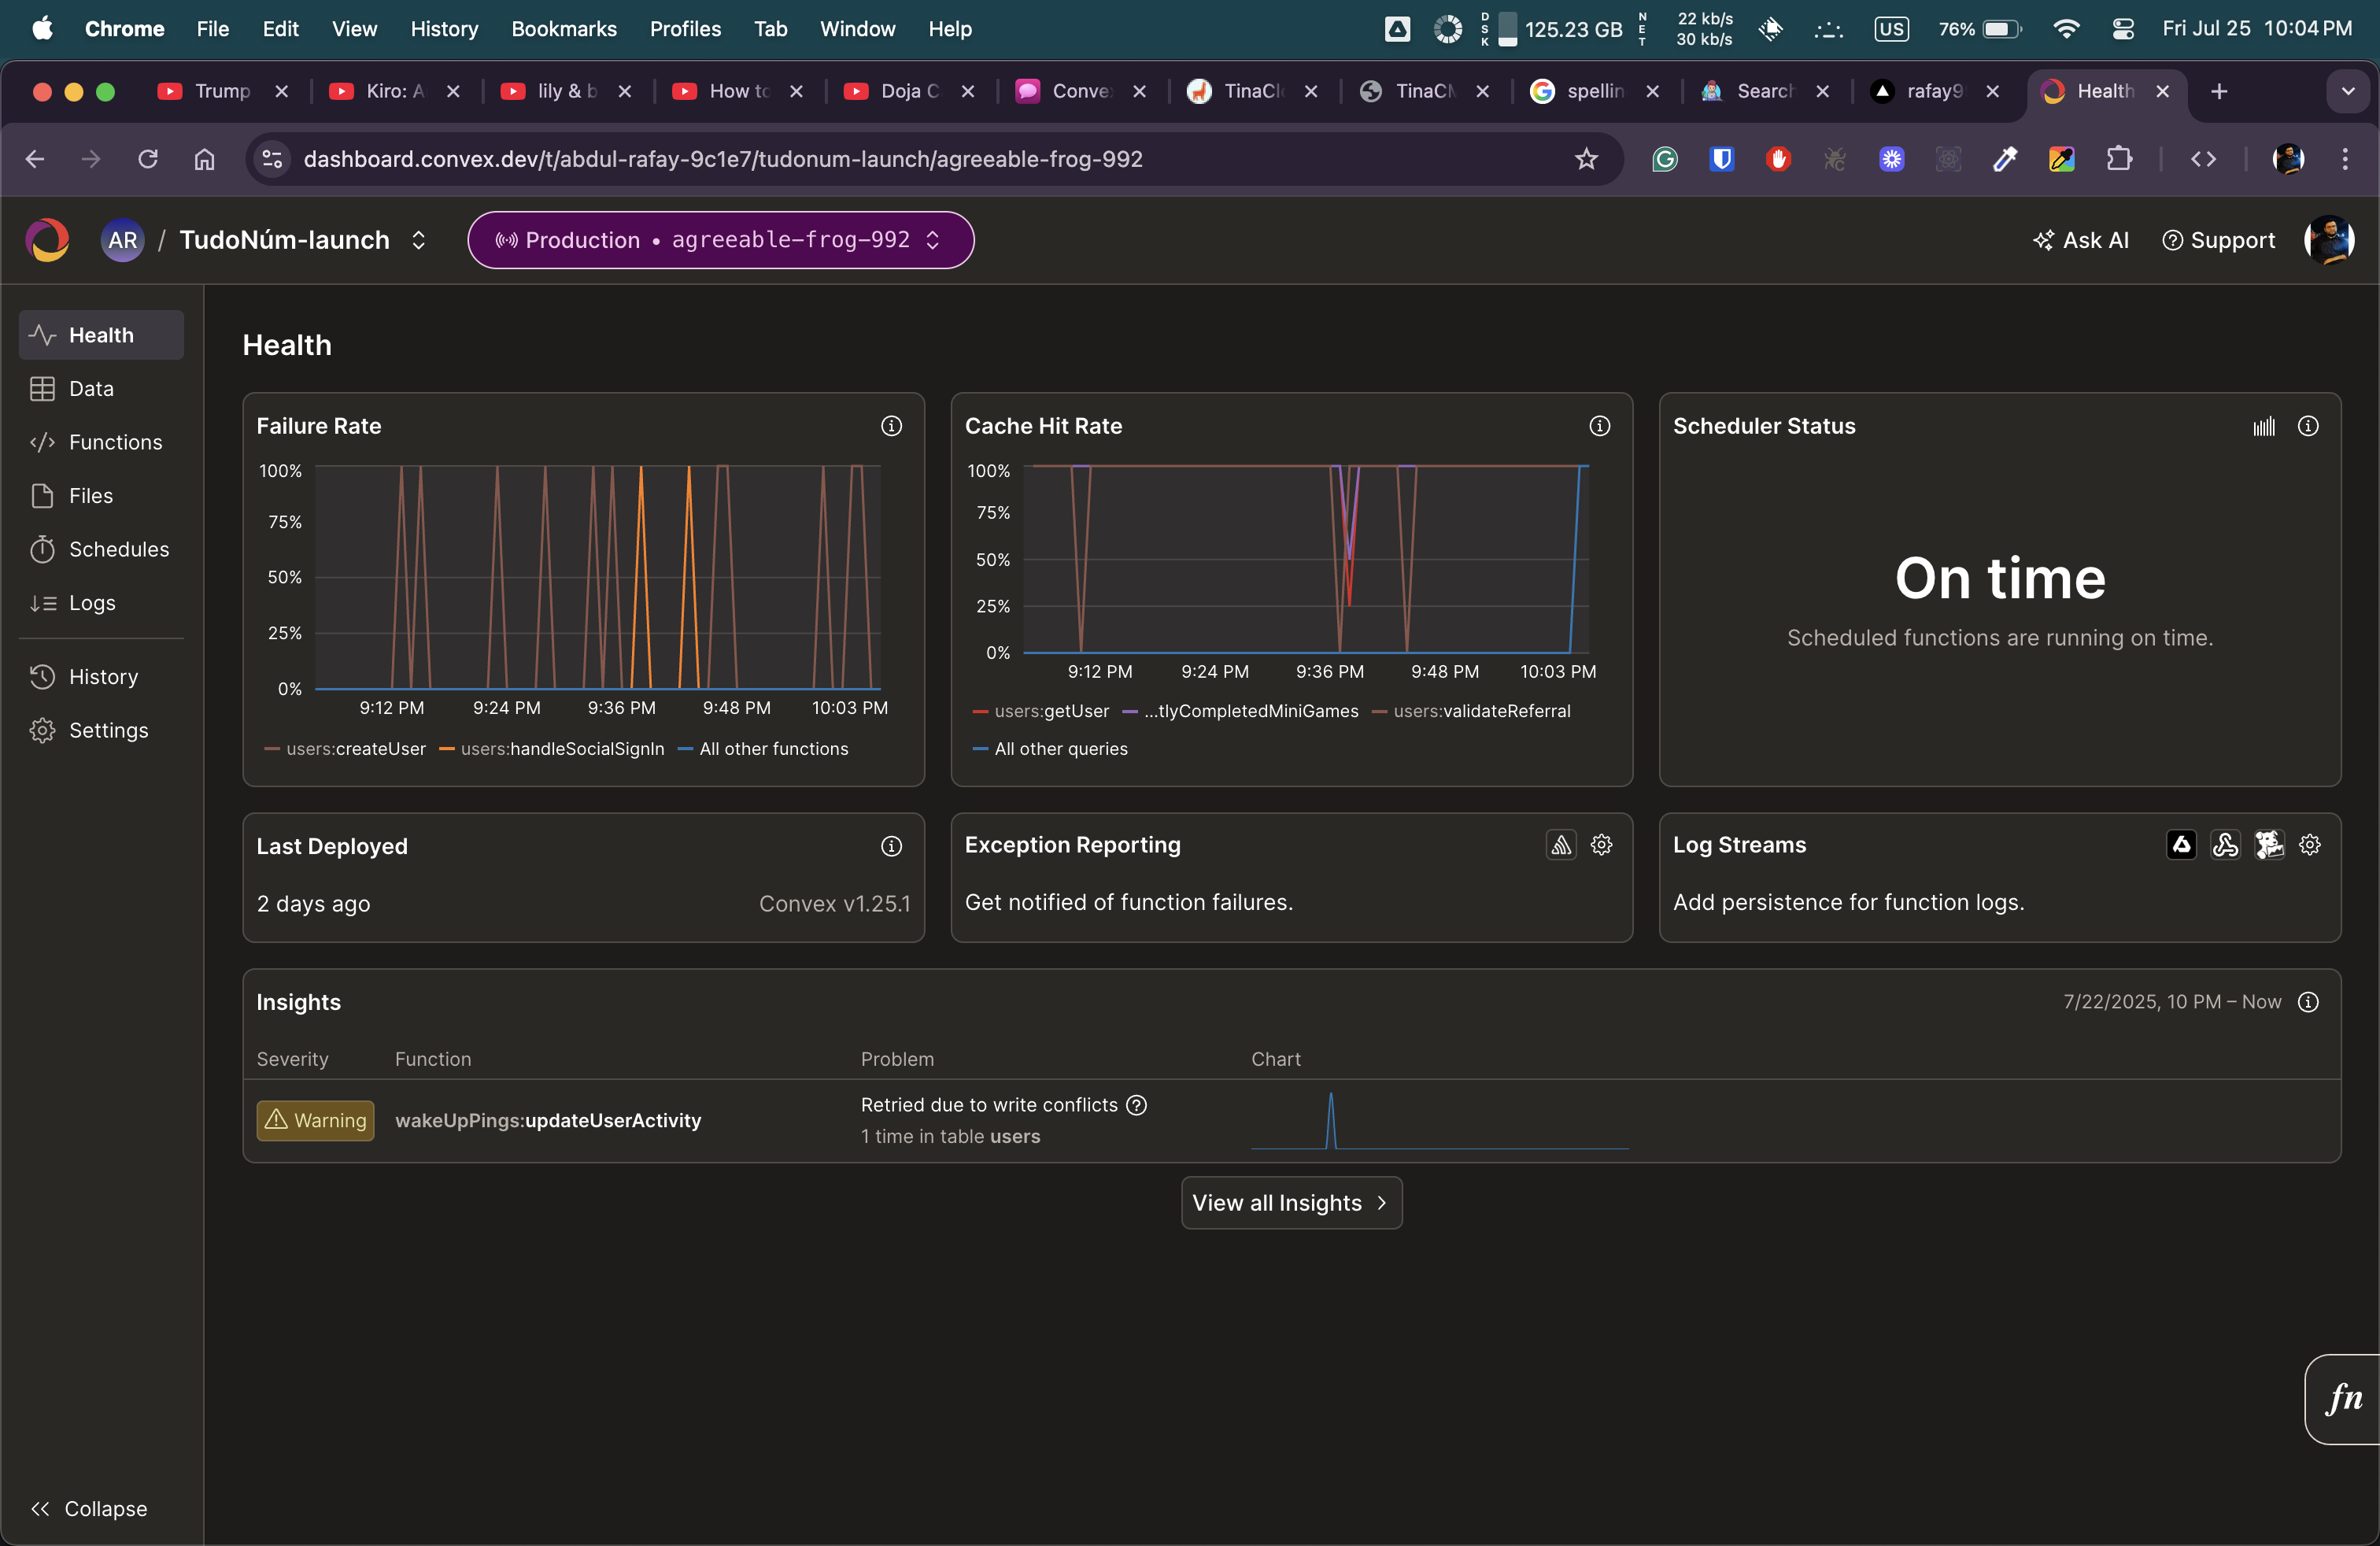 Chrome File Edit View History Bookmarks Profiles Tab Window Help
DSK 125.23 GB NET 22 kb/s 30 kb/s US 76% Fri Jul 25 10:04 PM
Trump Kiro: A lily & b How to Doja C Conve TinaCl TinaCM spellin Search rafay9 Health
dashboard.convex.dev/t/abdul-rafay-9c1e7/tudonum-launch/agreeable-frog-992
AR / TudoNúm-launch Production • agreeable-frog-992 Ask AI Support
Health
Data
Functions
Files
Schedules
Logs
History
Settings
Collapse
Health
Failure Rate
100%
75%
50%
25%
0%
9:12 PM 9:24 PM 9:36 PM 9:48 PM 10:03 PM
users:createUser users:handleSocialSignIn All other functions
Cache Hit Rate
100%
75%
50%
25%
0%
9:12 PM 9:24 PM 9:36 PM 9:48 PM 10:03 PM
users:getUser ...tlyCompletedMiniGames users:validateReferral
All other queries
Scheduler Status
On time
Scheduled functions are running on time.
Last Deployed
2 days ago Convex v1.25.1
Exception Reporting
Get notified of function failures.
Log Streams
Add persistence for function logs.
Insights 7/22/2025, 10 PM – Now
Severity Function Problem Chart
Warning wakeUpPings:updateUserActivity Retried due to write conflicts
1 time in table users
View all Insights
fn